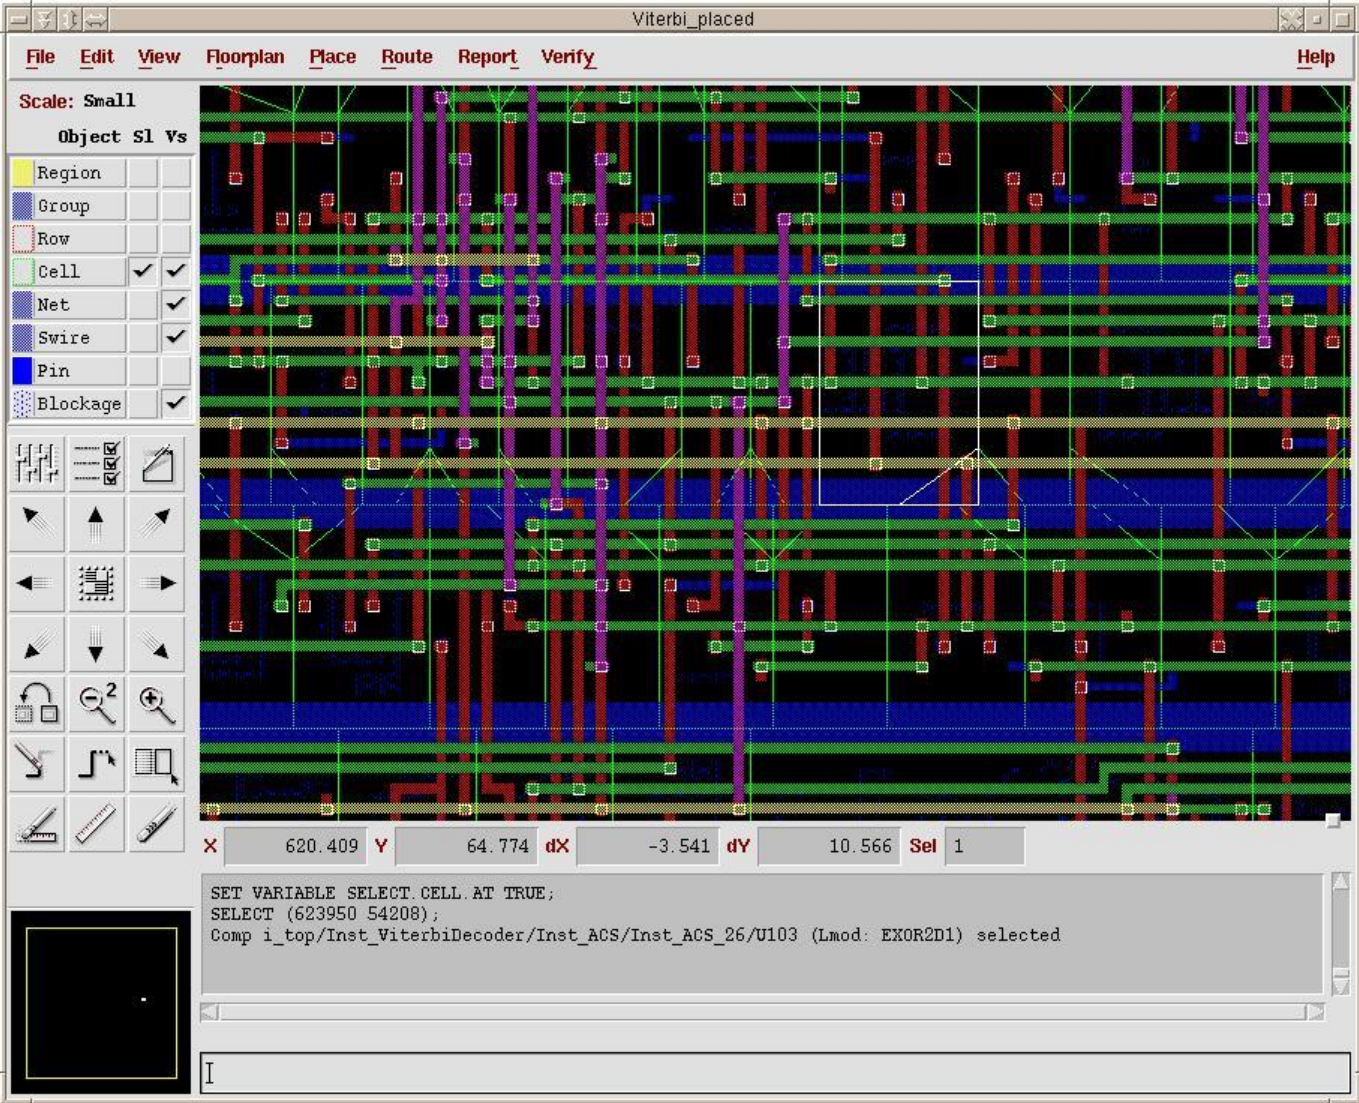 Viterbi_placed
File Edit View Floorplan Place Route Report Verify Help
Scale: Small
Object Sl Vs
Region
Group
Row
Cell
Net
Swire
Pin
Blockage
2
X 620.409 Y 64.774 dX -3.541 dY 10.566 Sel 1
SET VARIABLE SELECT.CELL.AT TRUE;
SELECT (623950 54208);
Comp i_top/Inst_ViterbiDecoder/Inst_ACS/Inst_ACS_26/U103 (Lmod: EXOR2D1) selected